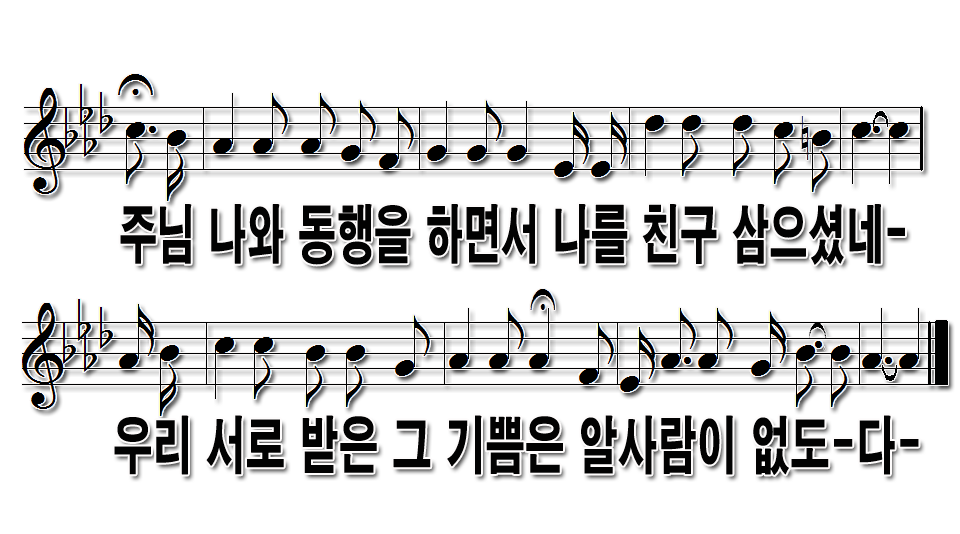 주님 나와 동행을 하면서 나를 친구 삼으셨네-
우리 서로 받은 그 기쁨은 알사람이 없도-다-